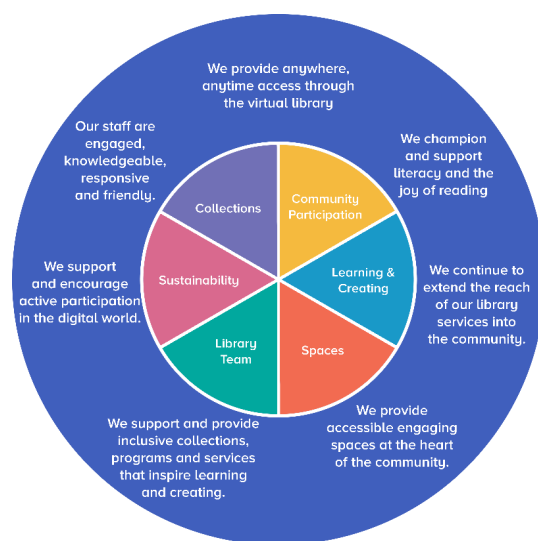 We provide anywhere,
anytime access through
the virtual library
We champion
and support
literacy and the
joy of reading
We continue to
extend the reach
of our library
services into
the community.
We provide
accessible engaging
spaces at the heart
of the community.
We support and provide
inclusive collections,
programs and services
that inspire learning
and creating.
We support
and encourage
active participation
in the digital world.
Our staff are
engaged,
knowledgeable,
responsive
and friendly.
Collections
Community
Participation
Learning &
Creating
Spaces
Library
Team
Sustainability